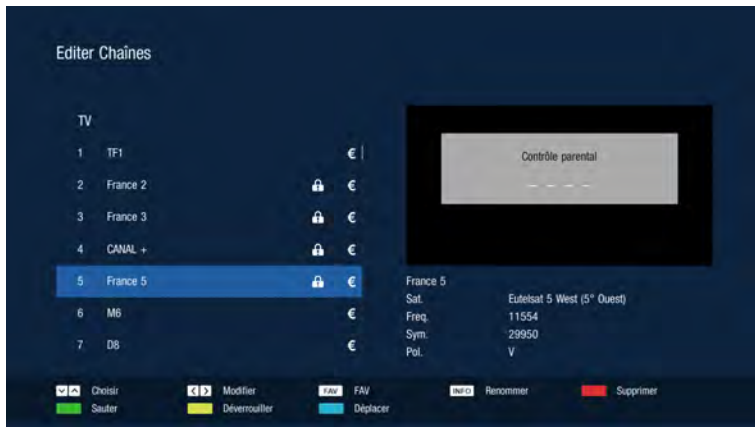 Editer Chaînes
TV
1 TF1 €
2 France 2 €
3 France 3 €
4 CANAL + €
5 France 5 €
6 M6 €
7 D8 €
Contrôle parental
_ _ _ _
France 5
Sat. Eutelsat 5 West (5° Ouest)
Freq. 11554
Sym. 29950
Pol. V
Choisir < > Modifier FAV FAV INFO Renommer Supprimer
Sauter Déverrouiller Déplacer